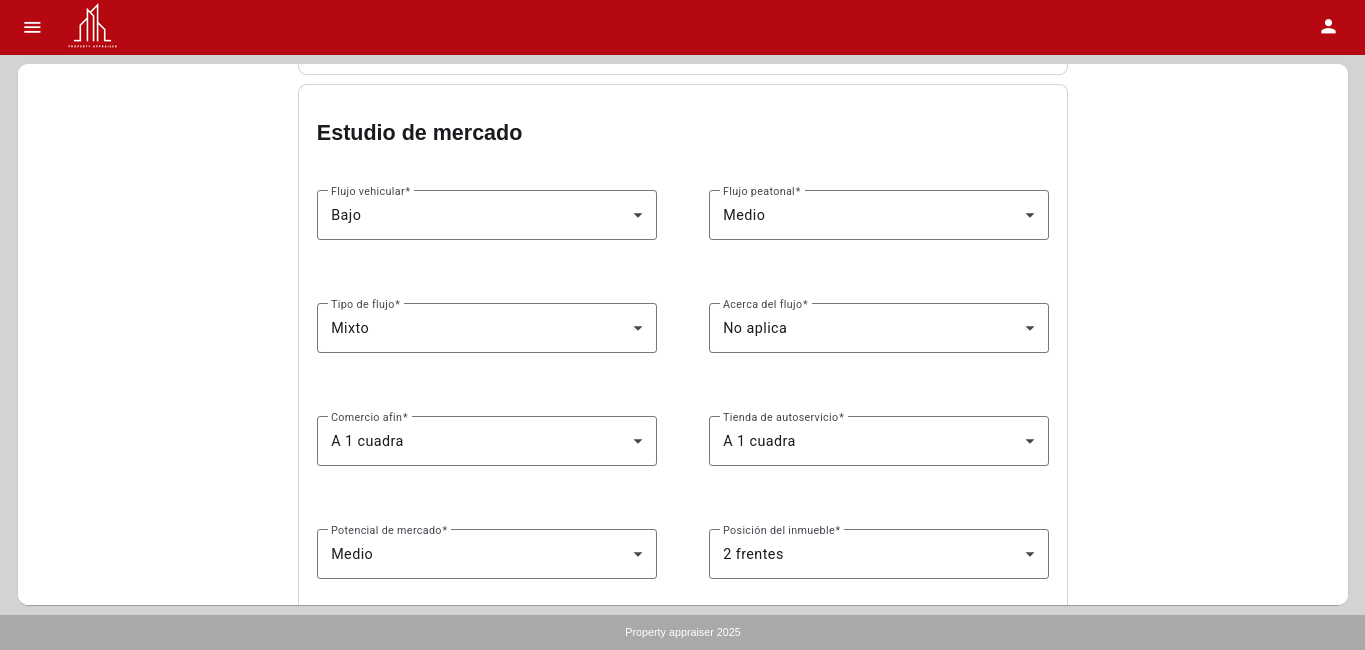 PROPERTY APPRAISER
Estudio de mercado
Flujo vehicular*
Bajo
Flujo peatonal*
Medio
Tipo de flujo*
Mixto
Acerca del flujo*
No aplica
Comercio afin*
A 1 cuadra
Tienda de autoservicio*
A 1 cuadra
Potencial de mercado*
Medio
Posición del inmueble*
2 frentes
Property appraiser 2025